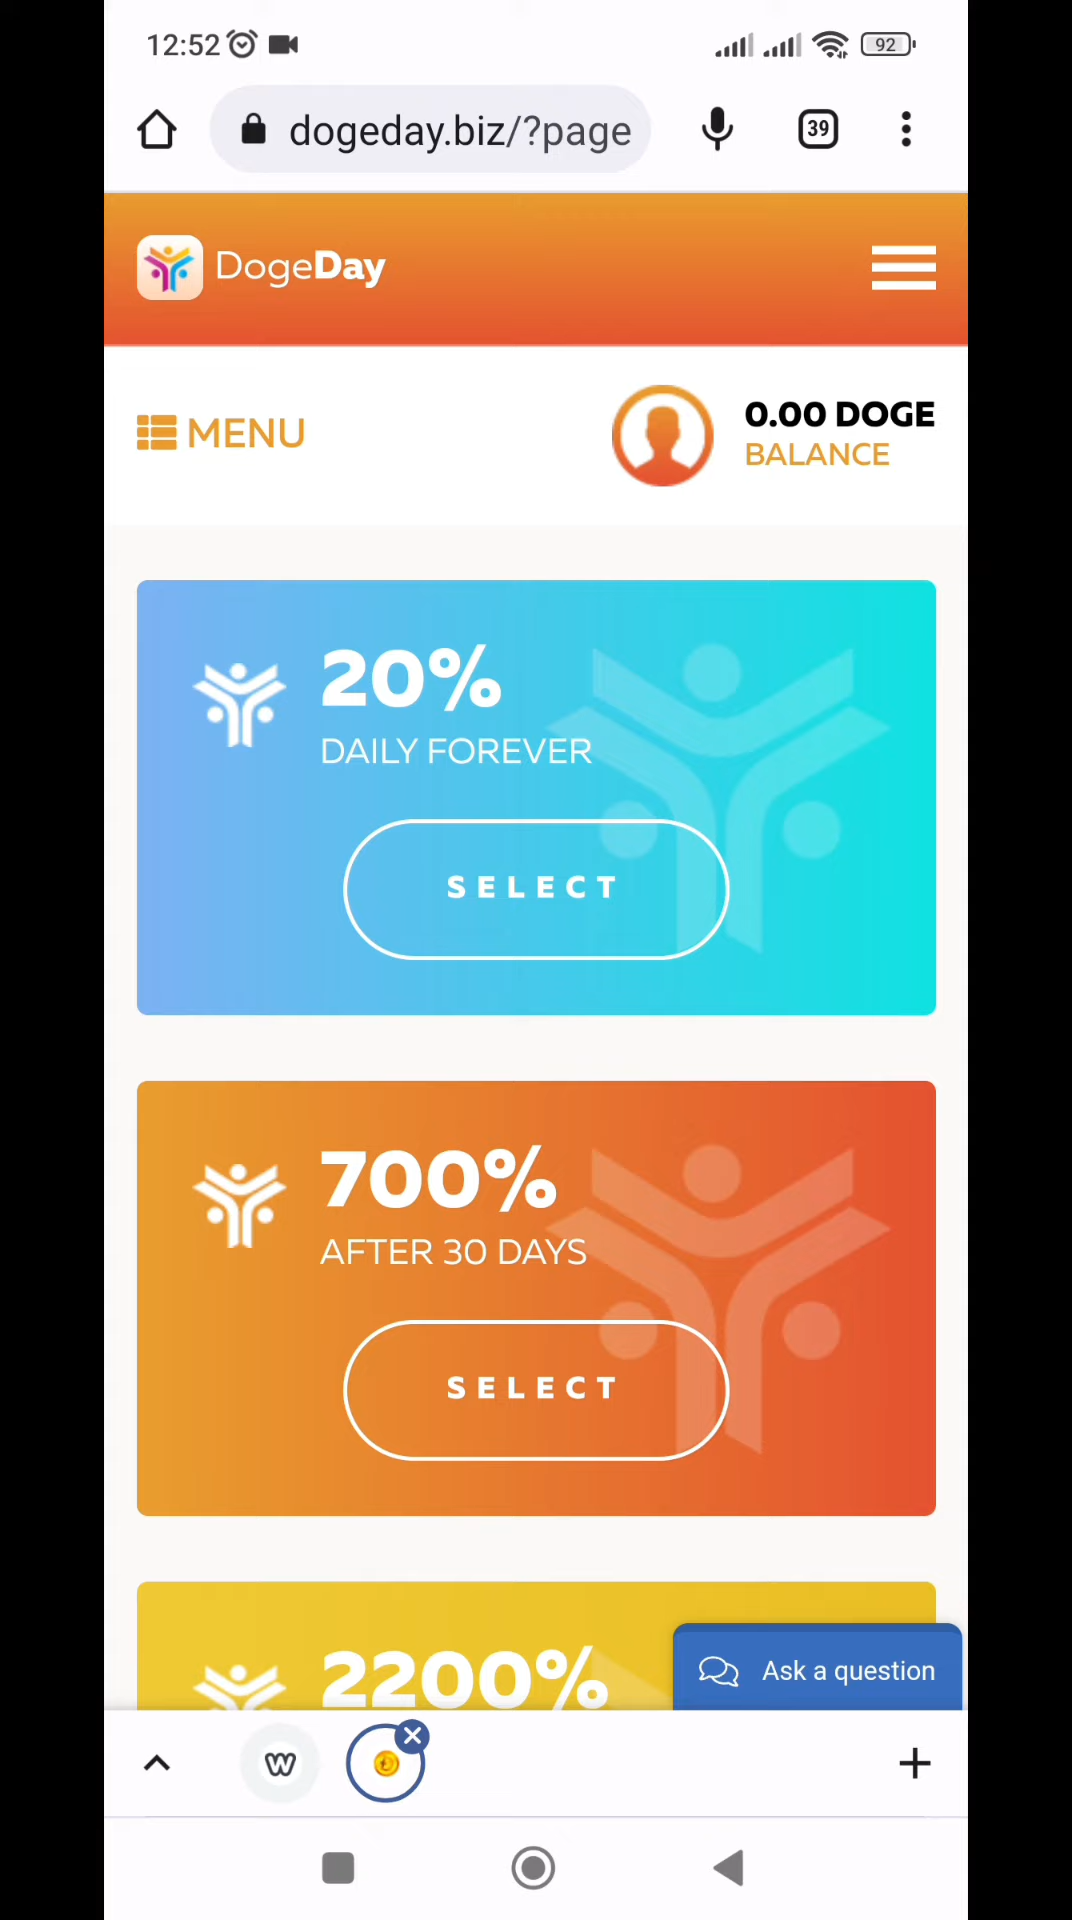 12:52 92
dogeday.biz/?page 39
DogeDay
MENU
0.00 DOGE
BALANCE
20%
DAILY FOREVER
SELECT
700%
AFTER 30 DAYS
SELECT
2200%
Ask a question